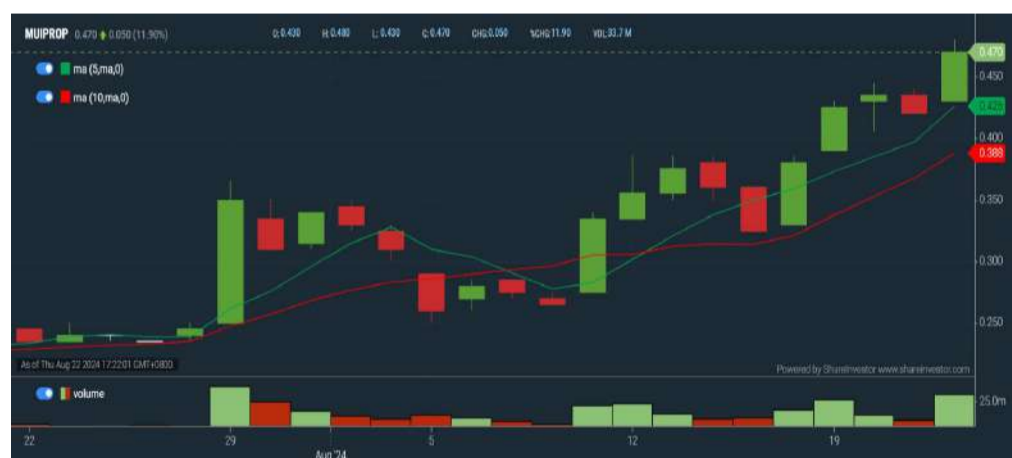 MUIPROP 0.470 0.050 (11.90%) O: 0.430 H: 0.480 L: 0.430 C: 0.470 CHG: 0.050 %CHG: 11.90 VOL: 33.7 M
ma (5,ma,0)
ma (10,ma,0)
0.470
0.450
0.425
0.400
0.388
0.350
0.300
0.250
As of Thu Aug 22 2024 17:22:01 GMT+0800
Powered by ShareInvestor www.shareinvestor.com
volume
25.0m
22 29 5 12 19
Aug '24